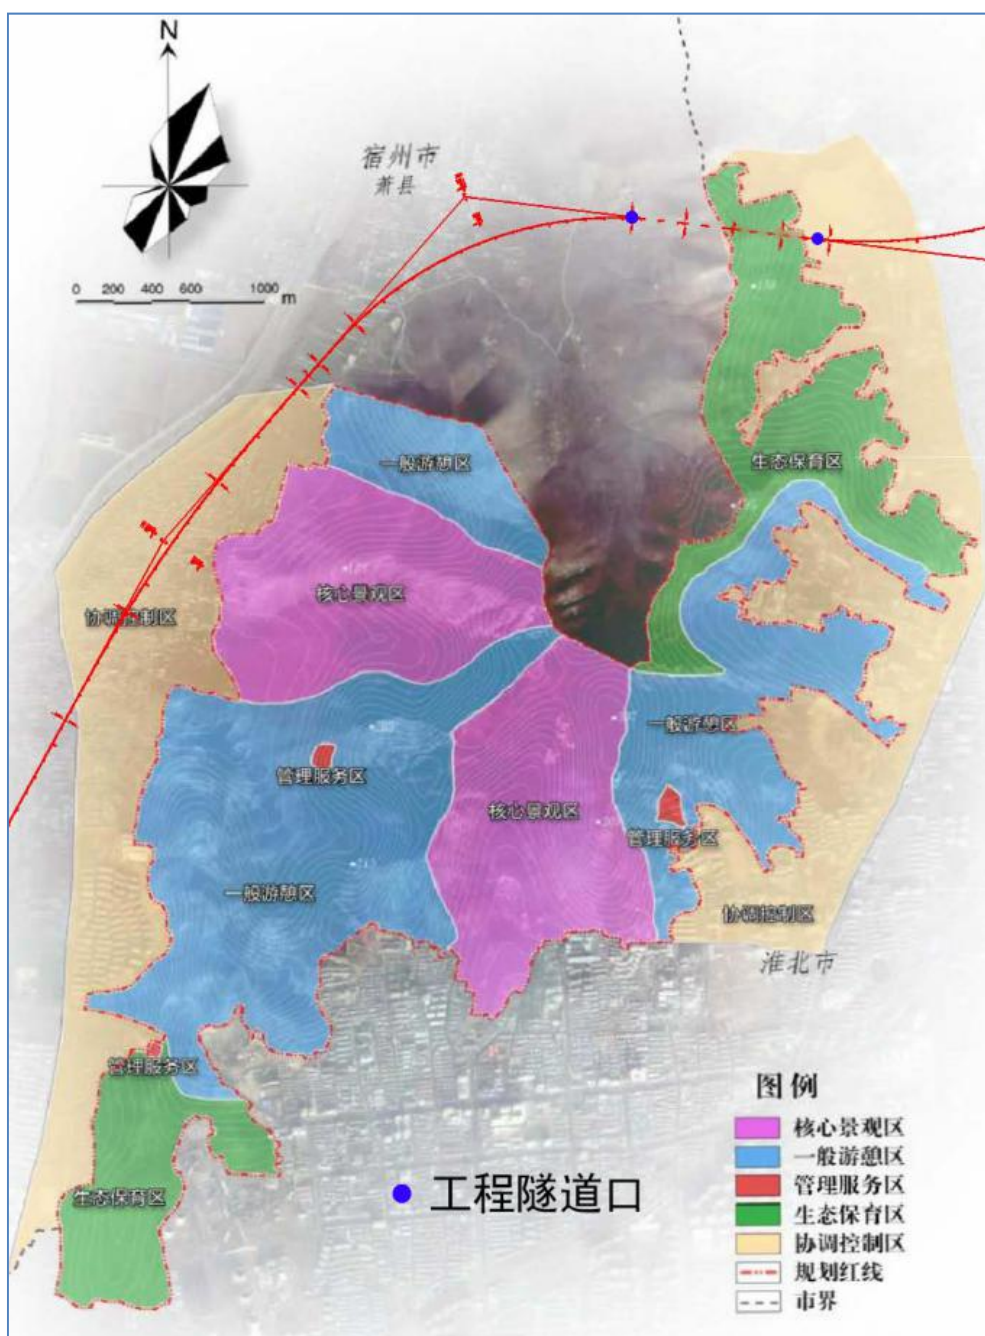 N
宿州市
萧县
0 200 400 600 1000 m
生态保育区
一般游憩区
核心景观区
协调控制区
一般游憩区
管理服务区
核心景观区
管理服务区
一般游憩区
协调控制区
淮北市
管理服务区
生态保育区
工程隧道口
图例
核心景观区
一般游憩区
管理服务区
生态保育区
协调控制区
规划红线
市界